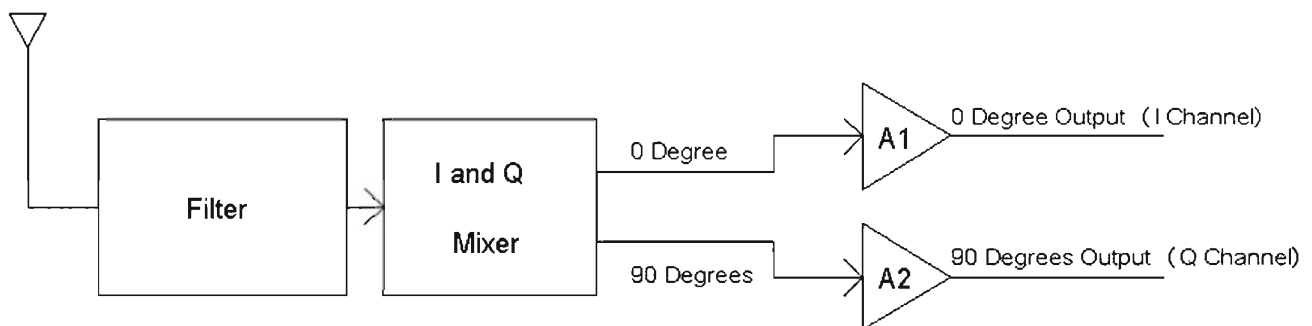 Filter
I and Q
Mixer
0 Degree
90 Degrees
A1
0 Degree Output (I Channel)
A2
90 Degrees Output (Q Channel)